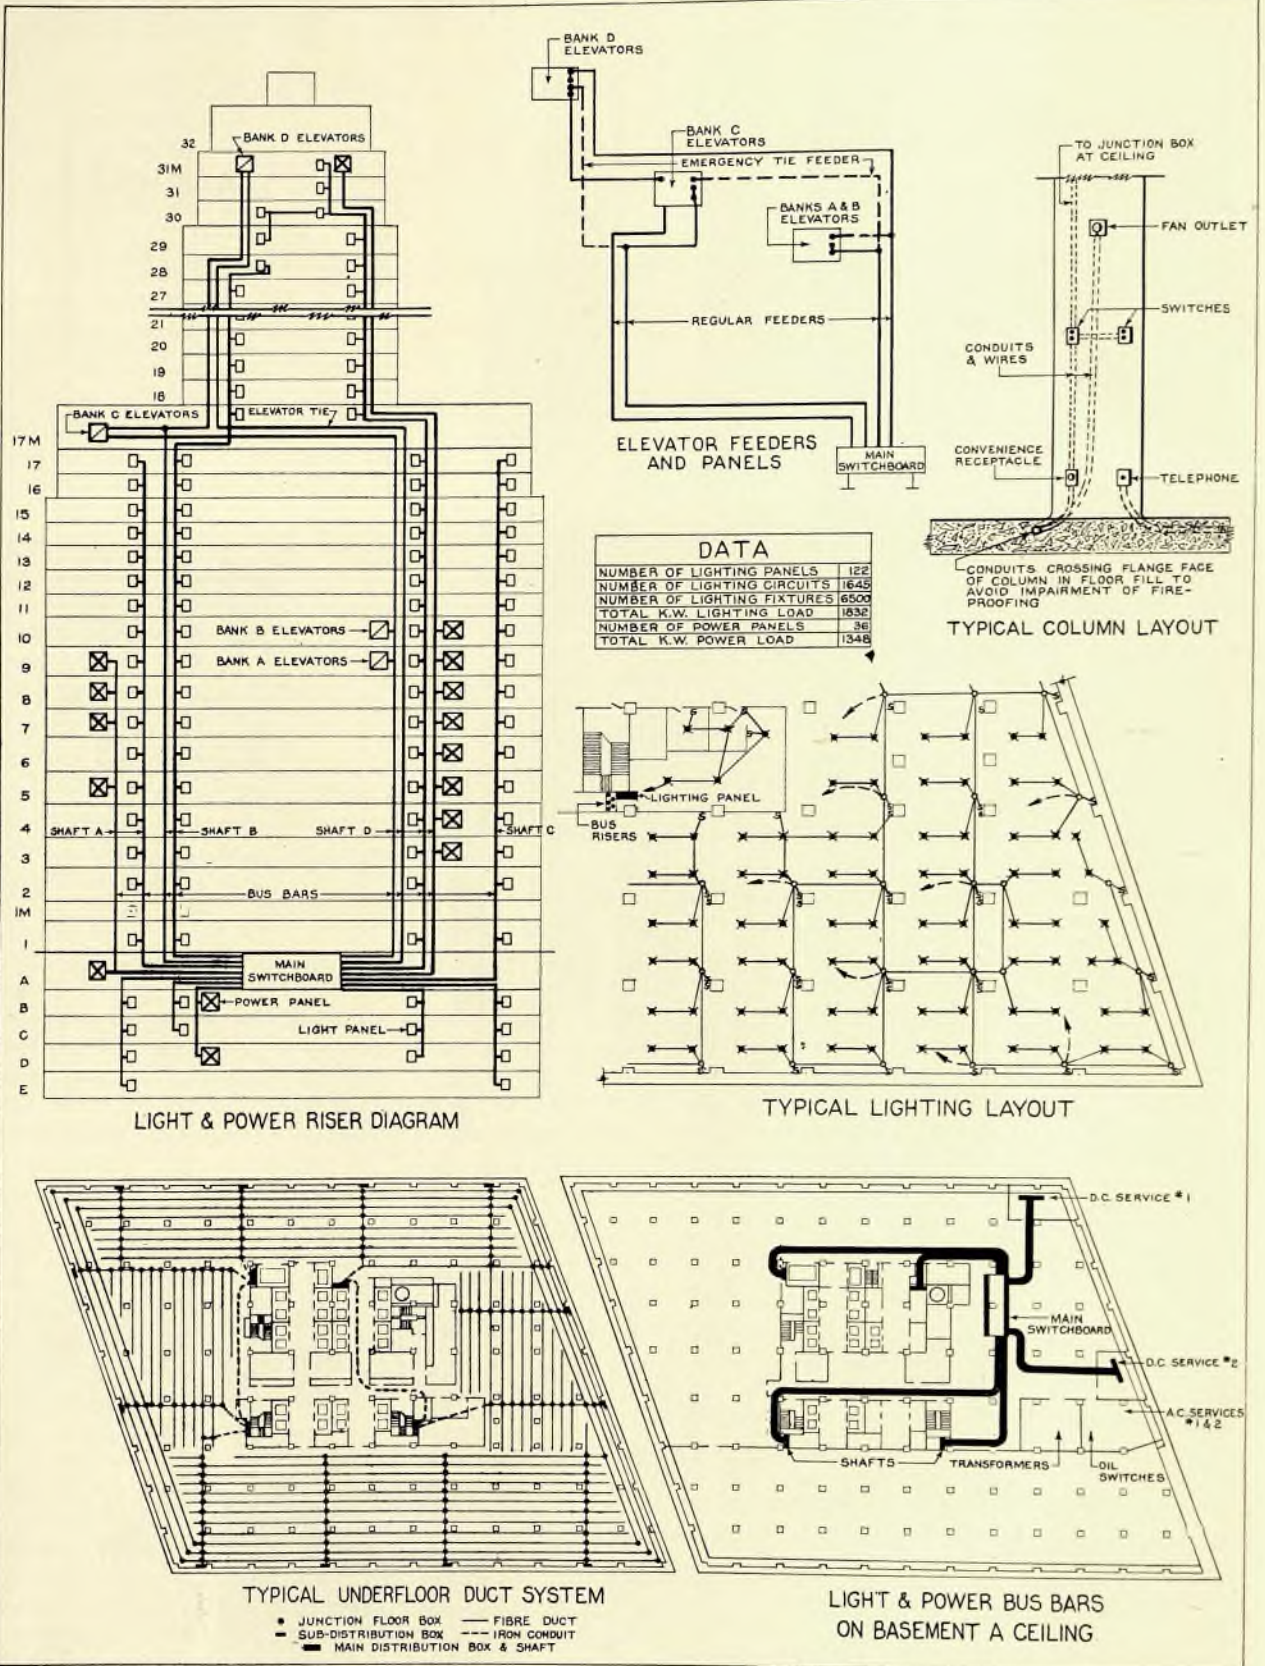 BANK D ELEVATORS
32
31M
31
30
29
28
27
21
20
19
18
BANK C ELEVATORS
ELEVATOR TIE
17M
17
16
15
14
13
12
11
10
9
8
7
6
5
4
3
2
1M
1
A
B
C
D
E
BANK B ELEVATORS
BANK A ELEVATORS
SHAFT A
SHAFT B
SHAFT D
SHAFT C
BUS BARS
MAIN
SWITCHBOARD
POWER PANEL
LIGHT PANEL
LIGHT & POWER RISER DIAGRAM
BANK D
ELEVATORS
BANK C
ELEVATORS
EMERGENCY TIE FEEDER
BANKS A & B
ELEVATORS
REGULAR FEEDERS
ELEVATOR FEEDERS
AND PANELS
MAIN
SWITCHBOARD
TO JUNCTION BOX
AT CEILING
FAN OUTLET
SWITCHES
CONDUITS
& WIRES
CONVENIENCE
RECEPTACLE
TELEPHONE
CONDUITS CROSSING FLANGE FACE
OF COLUMN IN FLOOR FILL TO
AVOID IMPAIRMENT OF FIRE-
PROOFING
TYPICAL COLUMN LAYOUT
DATA
NUMBER OF LIGHTING PANELS 122
NUMBER OF LIGHTING CIRCUITS 1645
NUMBER OF LIGHTING FIXTURES 6500
TOTAL K.W. LIGHTING LOAD 1832
NUMBER OF POWER PANELS 36
TOTAL K.W. POWER LOAD 1348
LIGHTING PANEL
BUS
RISERS
TYPICAL LIGHTING LAYOUT
TYPICAL UNDERFLOOR DUCT SYSTEM
JUNCTION FLOOR BOX FIBRE DUCT
SUB-DISTRIBUTION BOX IRON CONDUIT
MAIN DISTRIBUTION BOX & SHAFT
D.C. SERVICE #1
MAIN
SWITCHBOARD
D.C. SERVICE #2
A.C. SERVICES
#1 & 2
SHAFTS
TRANSFORMERS
OIL
SWITCHES
LIGHT & POWER BUS BARS
ON BASEMENT A CEILING